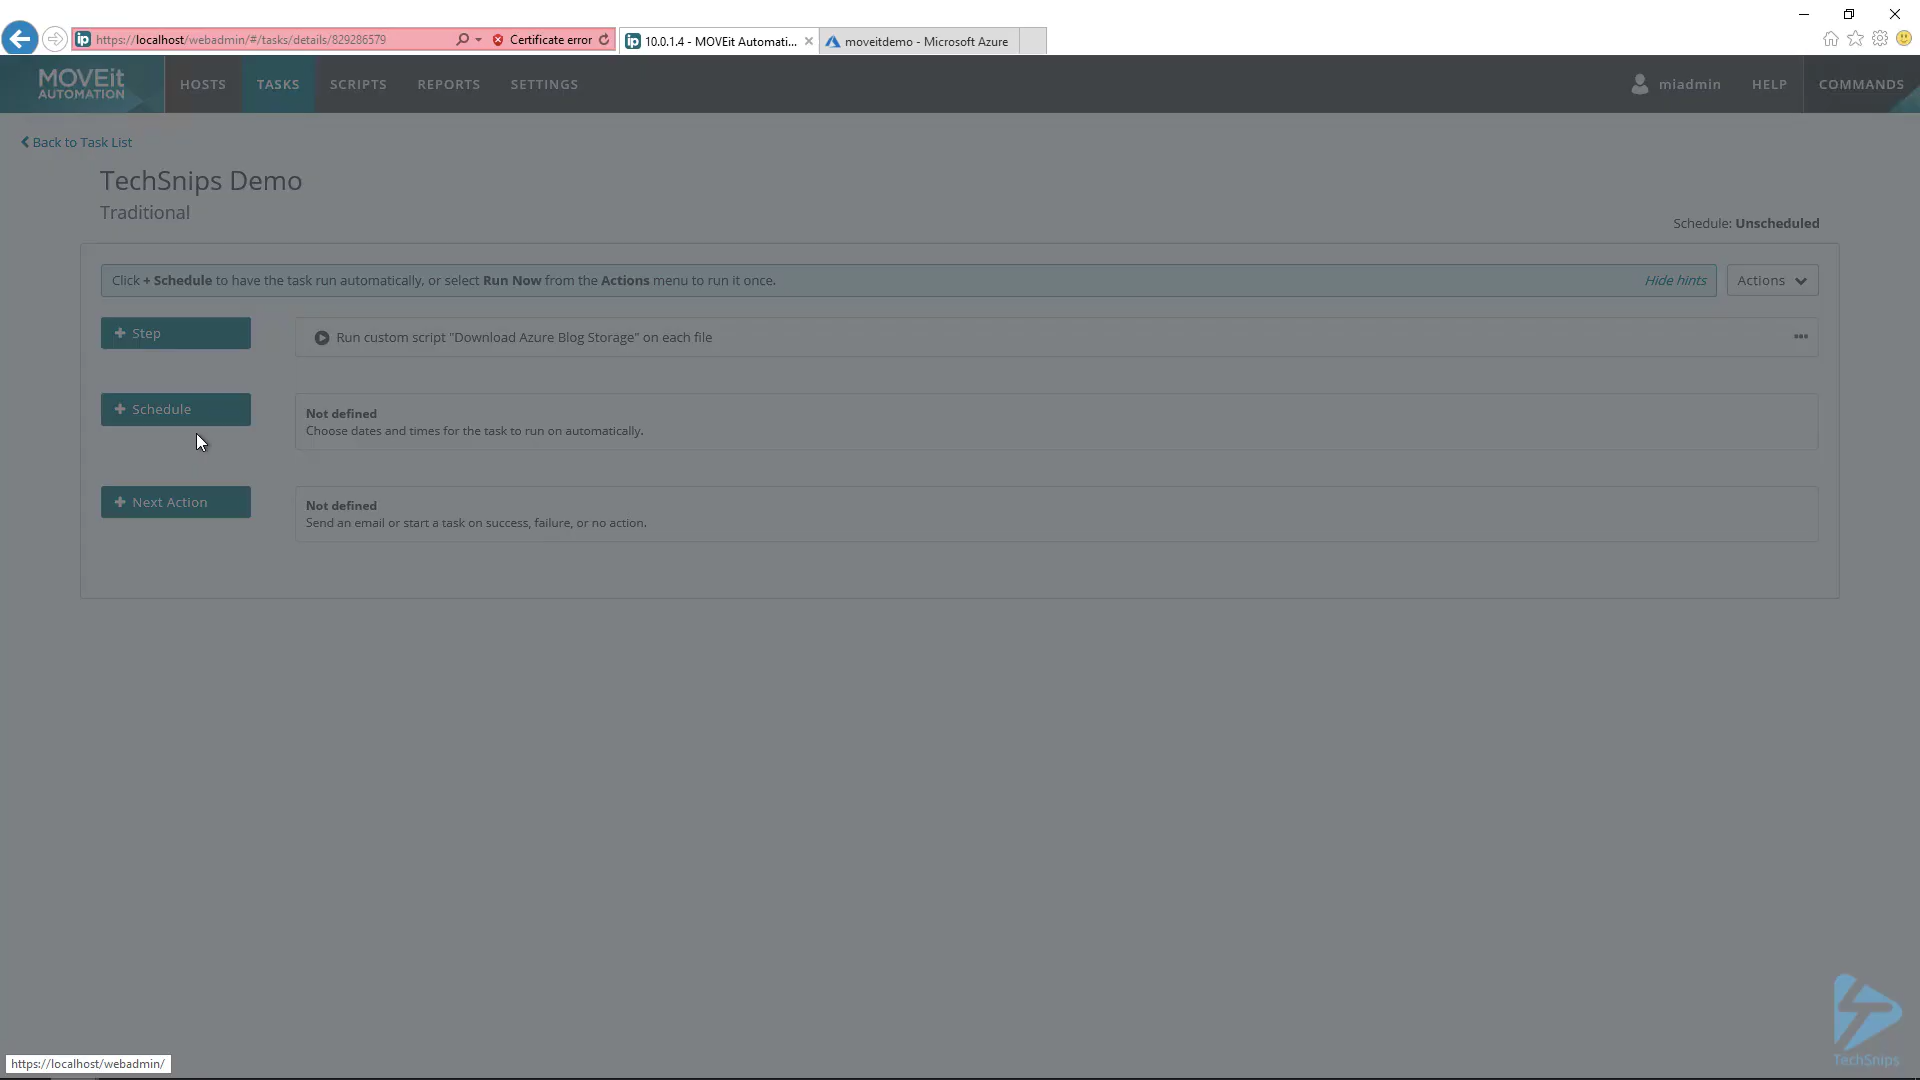 https://localhost/webadmin/#/tasks/details/829286579
Certificate error
10.0.1.4 - MOVEit Automati...
moveitdemo - Microsoft Azure
MOVEit
AUTOMATION
HOSTS
TASKS
SCRIPTS
REPORTS
SETTINGS
miadmin
HELP
COMMANDS
Back to Task List
TechSnips Demo
Traditional
Schedule: Unscheduled
Click + Schedule to have the task run automatically, or select Run Now from the Actions menu to run it once.
Hide hints
Actions
+ Step
Run custom script "Download Azure Blog Storage" on each file
+ Schedule
Not defined
Choose dates and times for the task to run on automatically.
+ Next Action
Not defined
Send an email or start a task on success, failure, or no action.
TechSnips
https://localhost/webadmin/